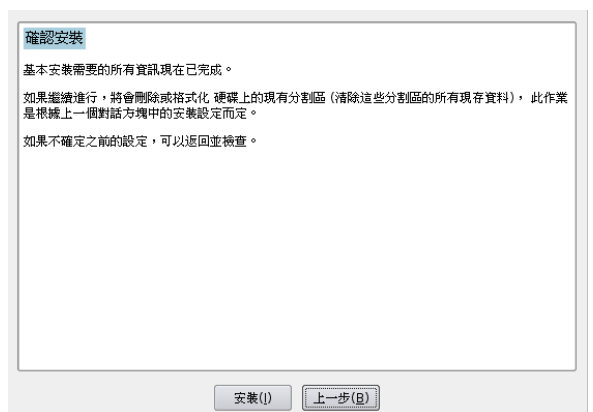 確認安裝
基本安裝需要的所有資訊現在已完成。
如果繼續進行，將會刪除或格式化 硬碟上的現有分割區 (清除這些分割區的所有現存資料)， 此作業
是根據上一個對話方塊中的安裝設定而定。
如果不確定之前的設定，可以返回並檢查。
安裝(I)
上一步(B)